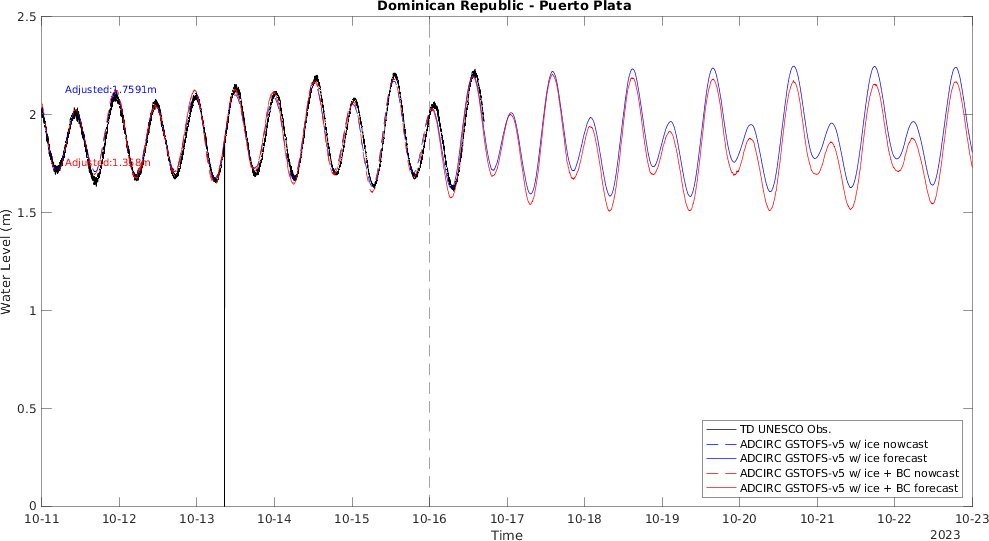 Dominican Republic - Puerto Plata
2.5
2
1.5
1
0.5
0
Water Level (m)
Adjusted:1.7591m
Adjusted:1.368m
TD UNESCO Obs.
ADCIRC GSTOFS-v5 w/ ice nowcast
ADCIRC GSTOFS-v5 w/ ice forecast
ADCIRC GSTOFS-v5 w/ ice + BC nowcast
ADCIRC GSTOFS-v5 w/ ice + BC forecast
10-11 10-12 10-13 10-14 10-15 10-16 10-17 10-18 10-19 10-20 10-21 10-22 10-23
Time
2023